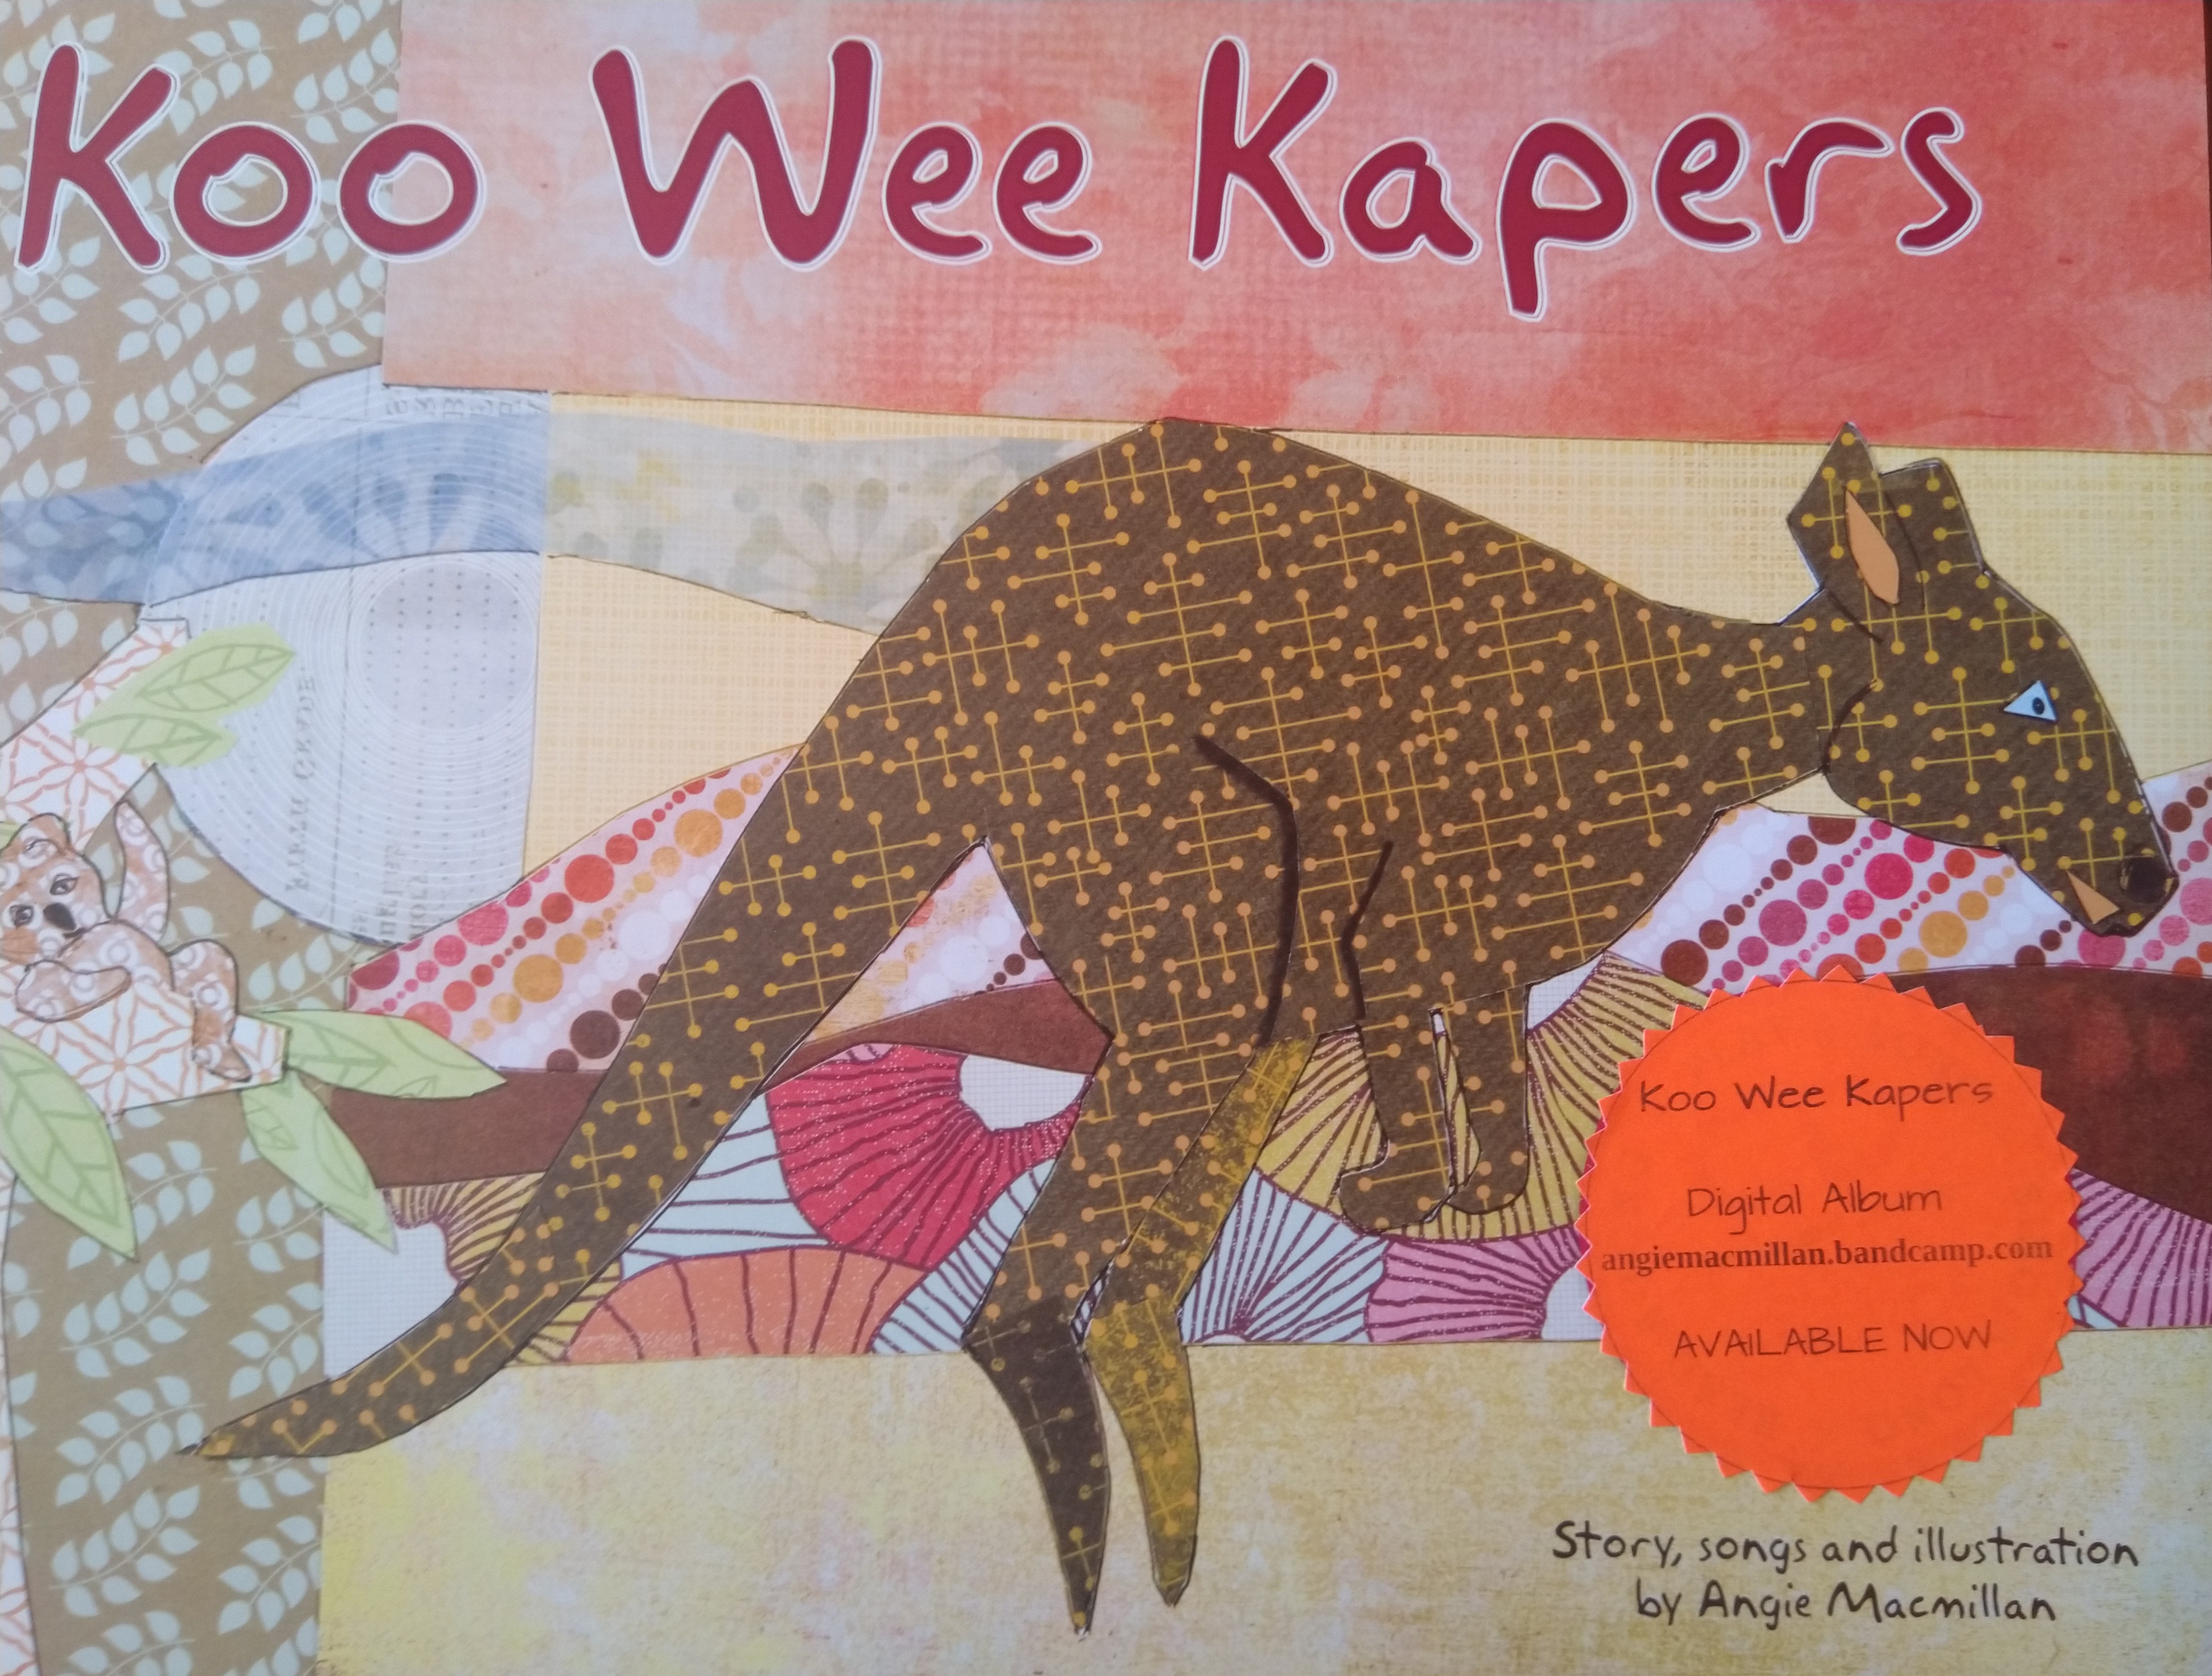 Koo Wee Kapers
Koo Wee Kapers
Digital Album
angiemacmillan.bandcamp.com
AVAILABLE NOW
Story, songs and illustration
by Angie Macmillan